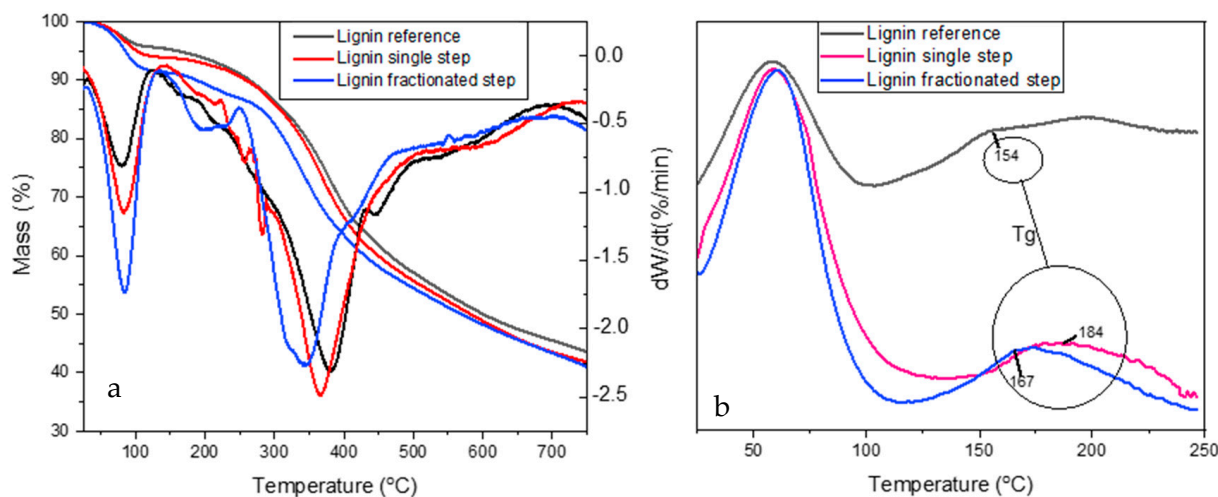 Lignin reference
Lignin single step
Lignin fractionated step
100
90
80
70
60
50
40
30
Mass (%)
0.0
-0.5
-1.0
-1.5
-2.0
-2.5
dW/dt(%/min)
a
100 200 300 400 500 600 700
Temperature (ºC)
Lignin reference
Lignin single step
Lignin fractionated step
154
Tg
184
167
b
50 100 150 200 250
Temperature (ºC)